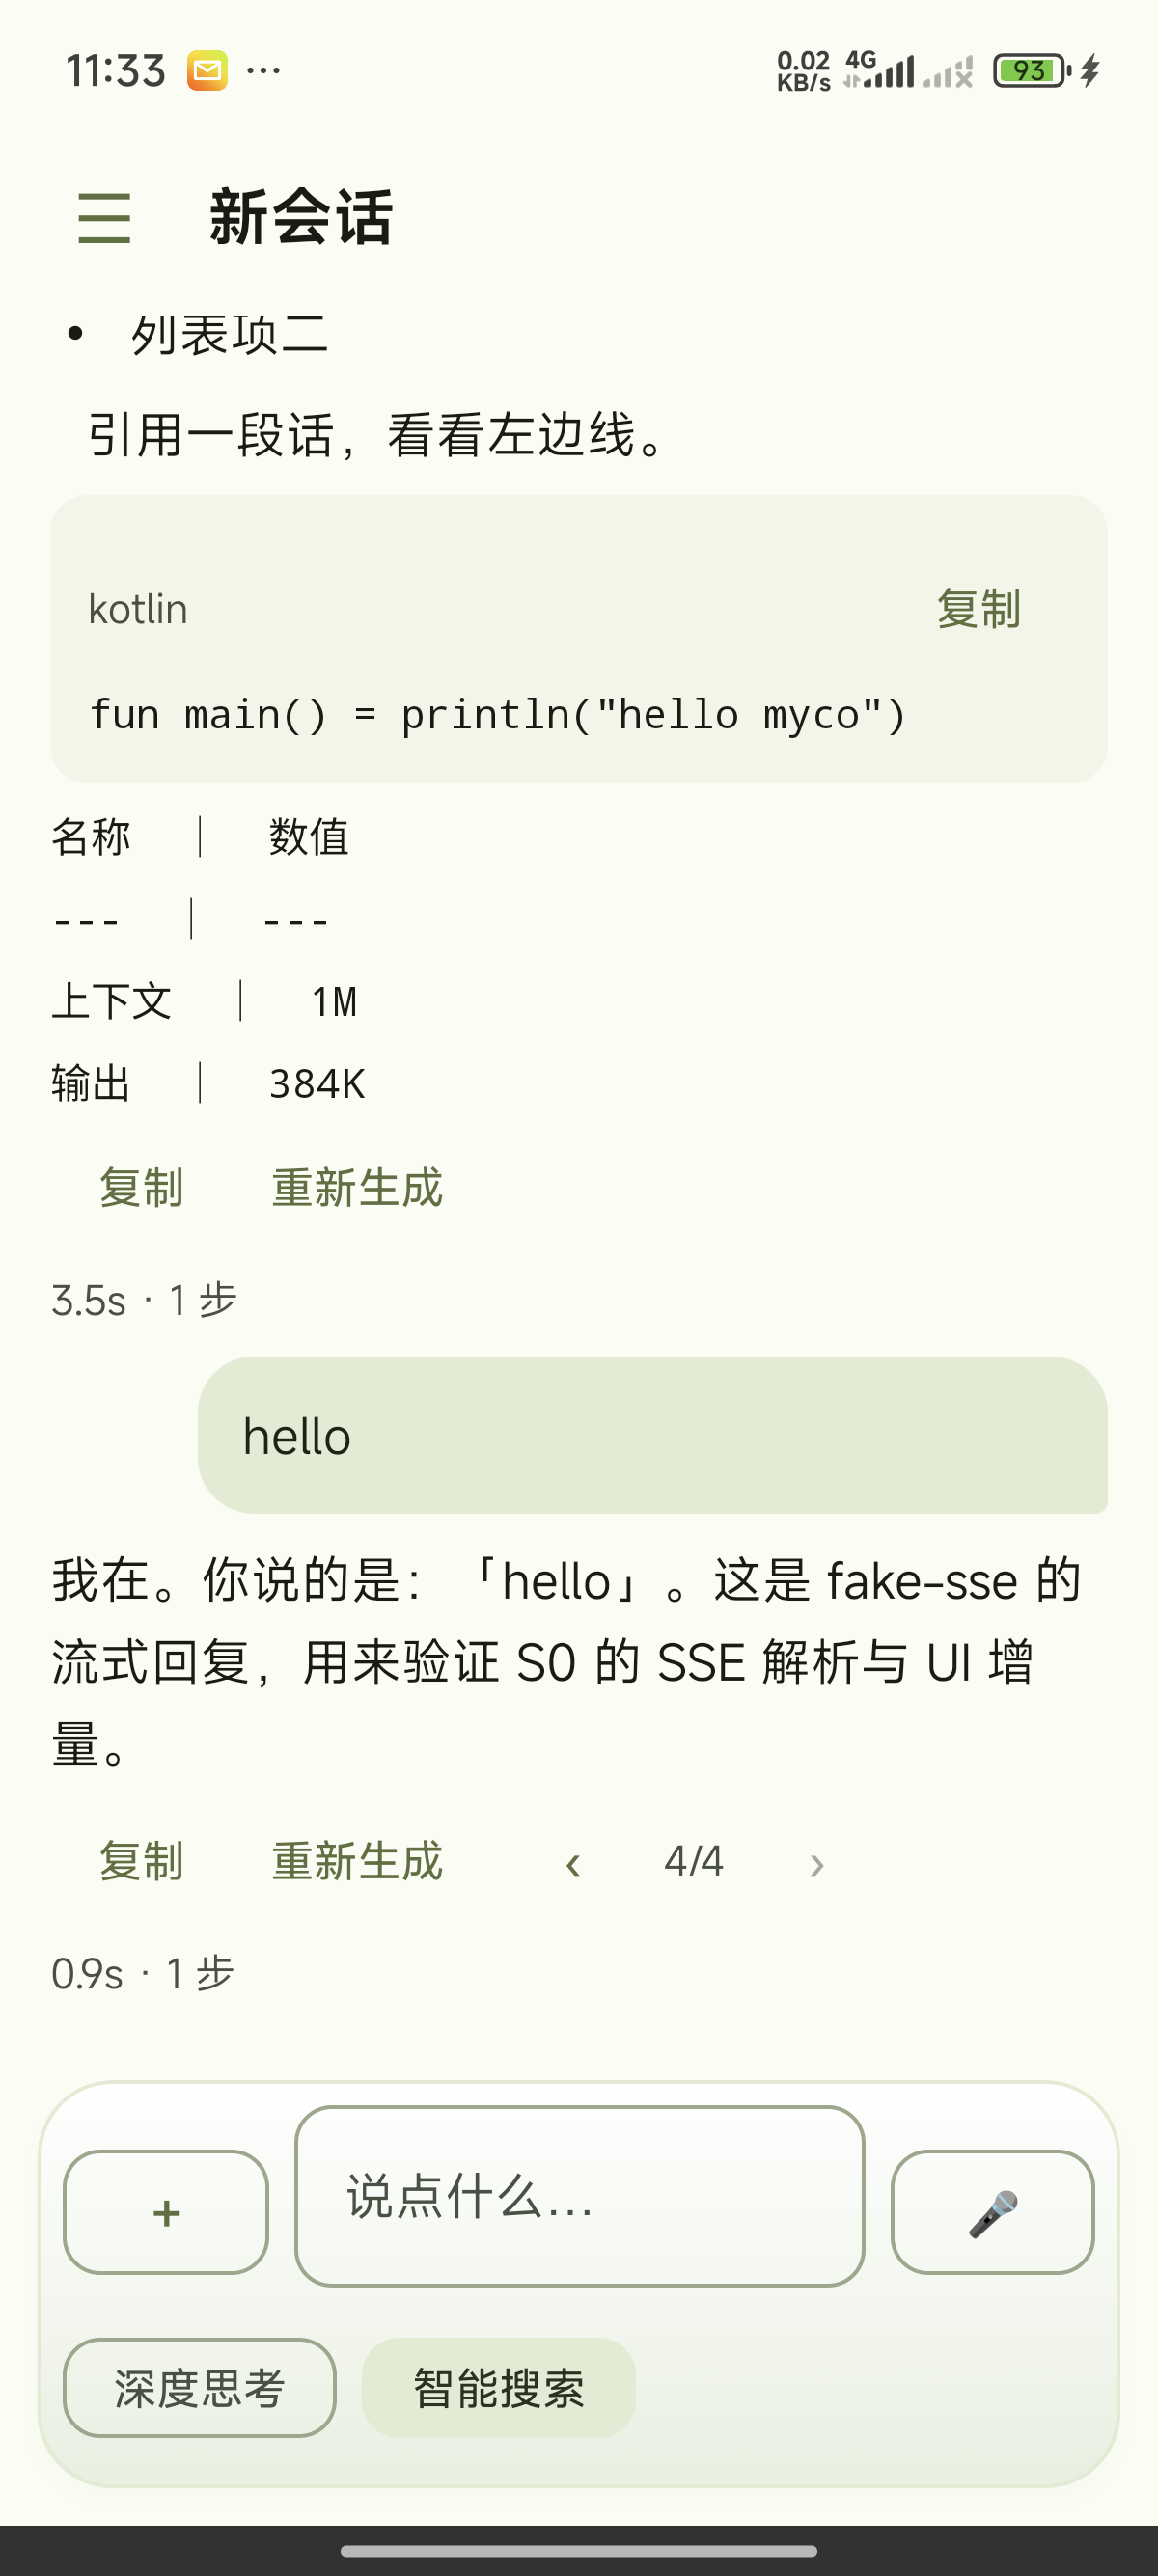 11:33 ···
0.02 KB/s 4G 93
新会话
• 列表项二
引用一段话，看看左边线。
kotlin 复制
fun main() = println("hello myco")
名称 | 数值
--- | ---
上下文 | 1M
输出 | 384K
复制 重新生成
3.5s · 1 步
hello
我在。你说的是：「hello」。这是 fake-sse 的
流式回复，用来验证 S0 的 SSE 解析与 UI 增
量。
复制 重新生成 ‹ 4/4 ›
0.9s · 1 步
+ 说点什么...
深度思考 智能搜索